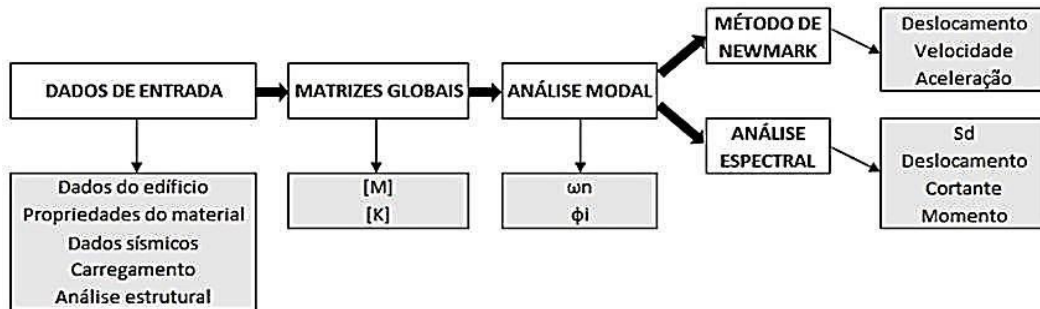 DADOS DE ENTRADA
Dados do edíficio
Propriedades do material
Dados sísmicos
Carregamento
Análise estrutural
MATRIZES GLOBAIS
[M]
[K]
ANÁLISE MODAL
ωn
ϕi
MÉTODO DE
NEWMARK
Deslocamento
Velocidade
Aceleração
ANÁLISE
ESPECTRAL
Sd
Deslocamento
Cortante
Momento